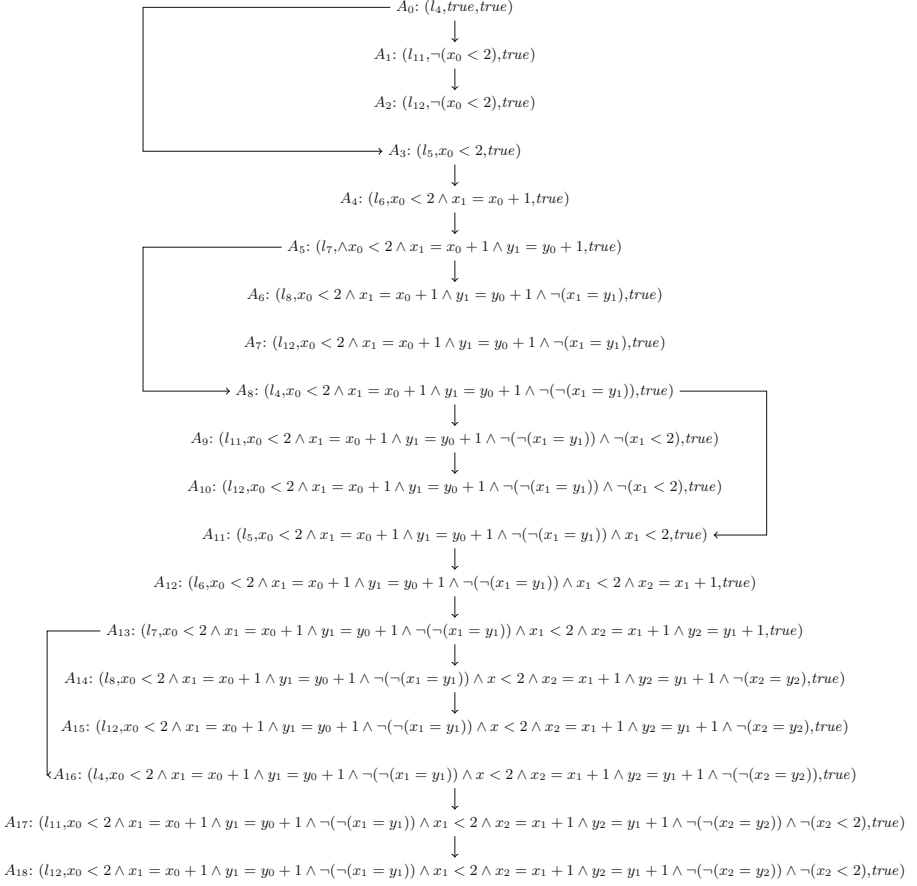 A₀: (l₄,true,true)
A₁: (l₁₁,¬(x₀ < 2),true)
A₂: (l₁₂,¬(x₀ < 2),true)
A₃: (l₅,x₀ < 2,true)
A₄: (l₆,x₀ < 2 ∧ x₁ = x₀ + 1,true)
A₅: (l₇,∧x₀ < 2 ∧ x₁ = x₀ + 1 ∧ y₁ = y₀ + 1,true)
A₆: (l₈,x₀ < 2 ∧ x₁ = x₀ + 1 ∧ y₁ = y₀ + 1 ∧ ¬(x₁ = y₁),true)
A₇: (l₁₂,x₀ < 2 ∧ x₁ = x₀ + 1 ∧ y₁ = y₀ + 1 ∧ ¬(x₁ = y₁),true)
A₈: (l₄,x₀ < 2 ∧ x₁ = x₀ + 1 ∧ y₁ = y₀ + 1 ∧ ¬(¬(x₁ = y₁)),true)
A₉: (l₁₁,x₀ < 2 ∧ x₁ = x₀ + 1 ∧ y₁ = y₀ + 1 ∧ ¬(¬(x₁ = y₁)) ∧ ¬(x₁ < 2),true)
A₁₀: (l₁₂,x₀ < 2 ∧ x₁ = x₀ + 1 ∧ y₁ = y₀ + 1 ∧ ¬(¬(x₁ = y₁)) ∧ ¬(x₁ < 2),true)
A₁₁: (l₅,x₀ < 2 ∧ x₁ = x₀ + 1 ∧ y₁ = y₀ + 1 ∧ ¬(¬(x₁ = y₁)) ∧ x₁ < 2,true)
A₁₂: (l₆,x₀ < 2 ∧ x₁ = x₀ + 1 ∧ y₁ = y₀ + 1 ∧ ¬(¬(x₁ = y₁)) ∧ x₁ < 2 ∧ x₂ = x₁ + 1,true)
A₁₃: (l₇,x₀ < 2 ∧ x₁ = x₀ + 1 ∧ y₁ = y₀ + 1 ∧ ¬(¬(x₁ = y₁)) ∧ x₁ < 2 ∧ x₂ = x₁ + 1 ∧ y₂ = y₁ + 1,true)
A₁₄: (l₈,x₀ < 2 ∧ x₁ = x₀ + 1 ∧ y₁ = y₀ + 1 ∧ ¬(¬(x₁ = y₁)) ∧ x < 2 ∧ x₂ = x₁ + 1 ∧ y₂ = y₁ + 1 ∧ ¬(x₂ = y₂),true)
A₁₅: (l₁₂,x₀ < 2 ∧ x₁ = x₀ + 1 ∧ y₁ = y₀ + 1 ∧ ¬(¬(x₁ = y₁)) ∧ x < 2 ∧ x₂ = x₁ + 1 ∧ y₂ = y₁ + 1 ∧ ¬(x₂ = y₂),true)
A₁₆: (l₄,x₀ < 2 ∧ x₁ = x₀ + 1 ∧ y₁ = y₀ + 1 ∧ ¬(¬(x₁ = y₁)) ∧ x < 2 ∧ x₂ = x₁ + 1 ∧ y₂ = y₁ + 1 ∧ ¬(¬(x₂ = y₂)),true)
A₁₇: (l₁₁,x₀ < 2 ∧ x₁ = x₀ + 1 ∧ y₁ = y₀ + 1 ∧ ¬(¬(x₁ = y₁)) ∧ x₁ < 2 ∧ x₂ = x₁ + 1 ∧ y₂ = y₁ + 1 ∧ ¬(¬(x₂ = y₂)) ∧ ¬(x₂ < 2),true)
A₁₈: (l₁₂,x₀ < 2 ∧ x₁ = x₀ + 1 ∧ y₁ = y₀ + 1 ∧ ¬(¬(x₁ = y₁)) ∧ x₁ < 2 ∧ x₂ = x₁ + 1 ∧ y₂ = y₁ + 1 ∧ ¬(¬(x₂ = y₂)) ∧ ¬(x₂ < 2),true)